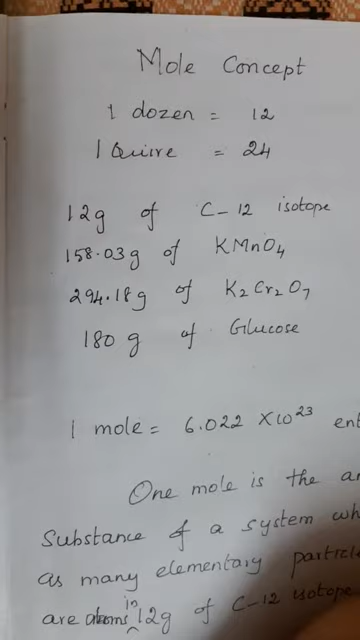 Mole Concept
1 dozen = 12
1 Quire = 24
12g of C-12 isotope
158.03g of KMnO4
294.18g of K2Cr2O7
180 g of Glucose
1 mole = 6.022 X10 23
One mole is the
Substance of a system
as many elementary
are atoms in 12g of C-12 isotope